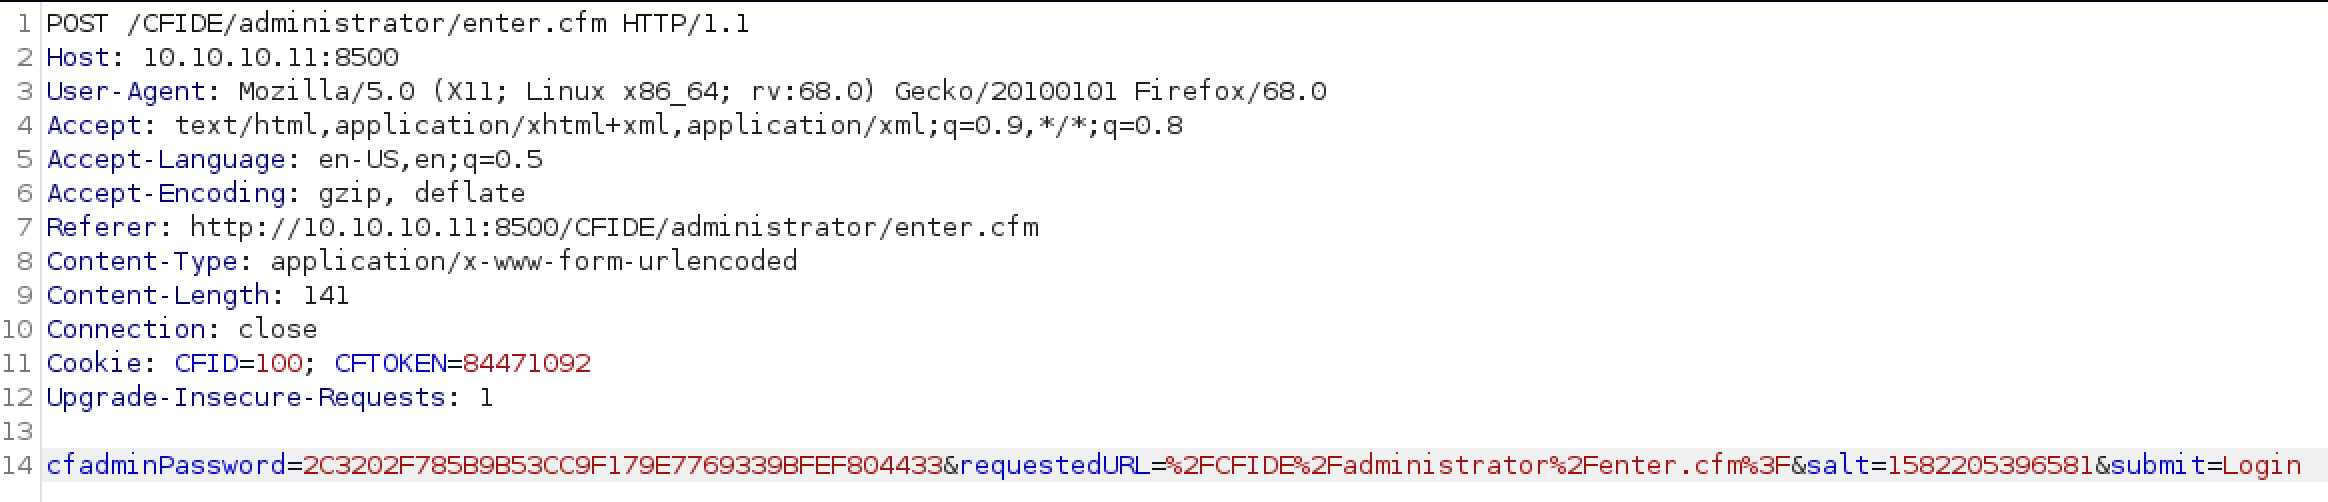 1 POST /CFIDE/administrator/enter.cfm HTTP/1.1
2 Host: 10.10.10.11:8500
3 User-Agent: Mozilla/5.0 (X11; Linux x86_64; rv:68.0) Gecko/20100101 Firefox/68.0
4 Accept: text/html,application/xhtml+xml,application/xml;q=0.9,*/*;q=0.8
5 Accept-Language: en-US,en;q=0.5
6 Accept-Encoding: gzip, deflate
7 Referer: http://10.10.10.11:8500/CFIDE/administrator/enter.cfm
8 Content-Type: application/x-www-form-urlencoded
9 Content-Length: 141
10 Connection: close
11 Cookie: CFID=100; CFTOKEN=84471092
12 Upgrade-Insecure-Requests: 1
13
14 cfadminPassword=2C3202F785B9B53CC9F179E7769339BFEF804433&requestedURL=%2FCFIDE%2Fadministrator%2Fenter.cfm%3F&salt=1582205396581&submit=Login